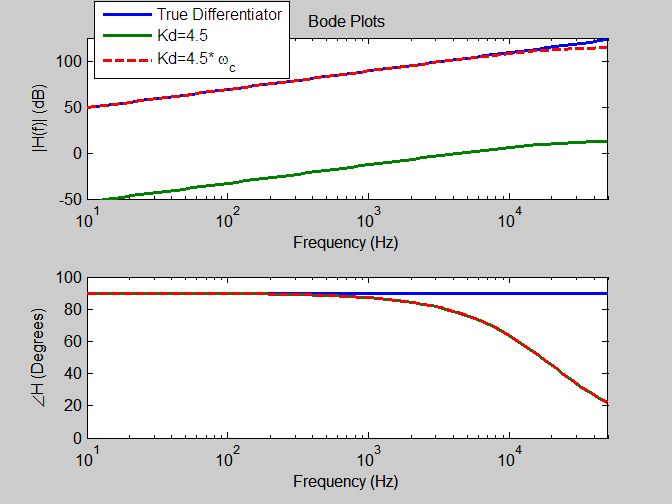 True Differentiator
Kd=4.5
Kd=4.5* ωc
Bode Plots
|H(f)| (dB)
100
50
0
-50
10^1 10^2 10^3 10^4
Frequency (Hz)
∠H (Degrees)
100
80
60
40
20
0
10^1 10^2 10^3 10^4
Frequency (Hz)